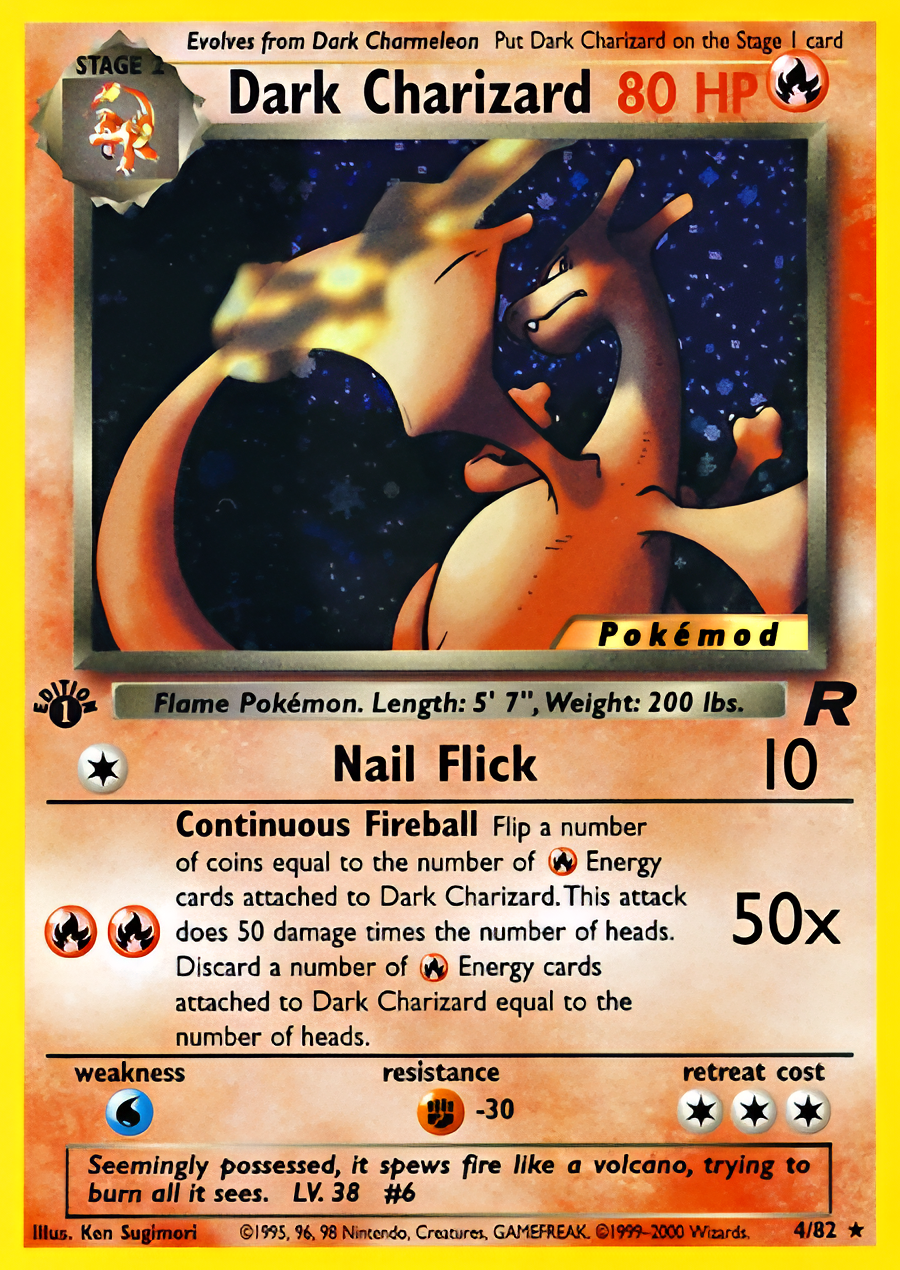 Evolves from Dark Charmeleon Put Dark Charizard on the Stage 1 card
STAGE 2
Dark Charizard 80 HP
Pokémod
EDITION
1
Flame Pokémon. Length: 5' 7", Weight: 200 lbs.
R
Nail Flick 10
Continuous Fireball Flip a number
of coins equal to the number of Energy
cards attached to Dark Charizard. This attack
does 50 damage times the number of heads.
Discard a number of Energy cards
attached to Dark Charizard equal to the
number of heads.
50x
weakness resistance retreat cost
-30
Seemingly possessed, it spews fire like a volcano, trying to
burn all it sees. LV. 38 #6
Illus. Ken Sugimori ©1995, 96, 98 Nintendo, Creatures, GAMEFREAK. ©1999-2000 Wizards. 4/82 ★